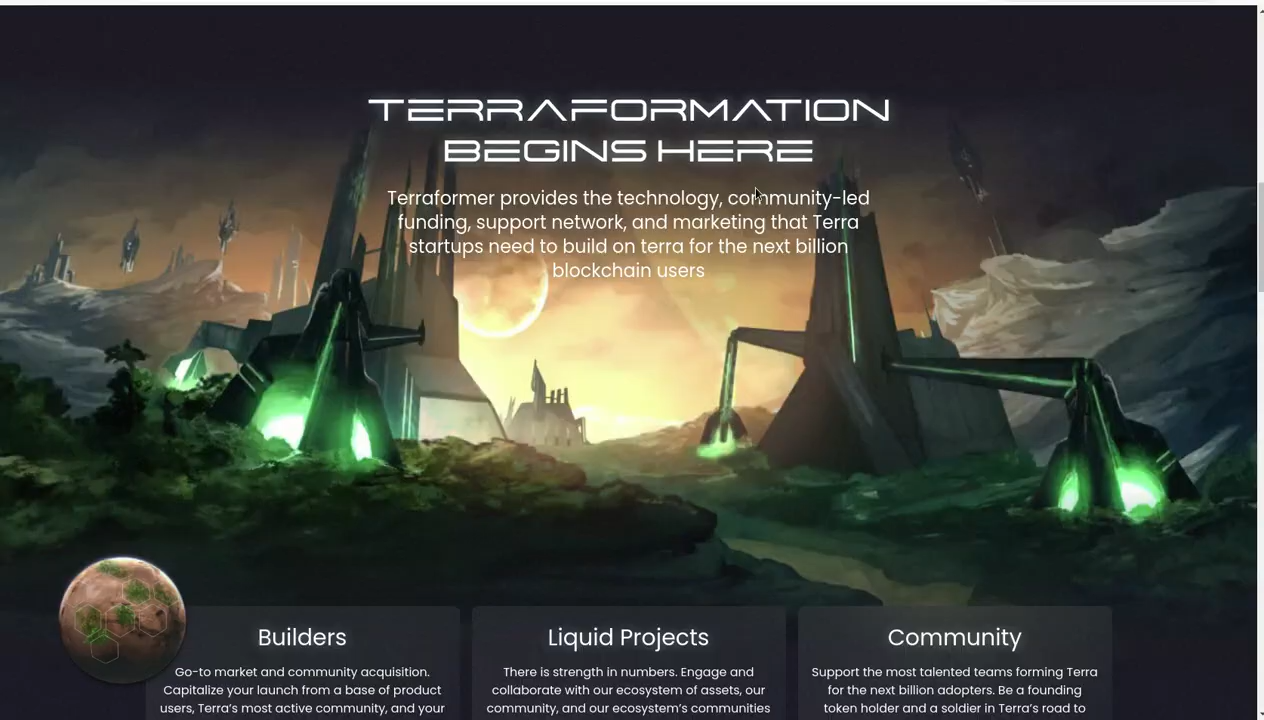 TERRAFORMATION
BEGINS HERE
Terraformer provides the technology, community-led
funding, support network, and marketing that Terra
startups need to build on terra for the next billion
blockchain users
Builders
Go-to market and community acquisition.
Capitalize your launch from a base of product
users, Terra's most active community, and your
Liquid Projects
There is strength in numbers. Engage and
collaborate with our ecosystem of assets, our
community, and our ecosystem's communities
Community
Support the most talented teams forming Terra
for the next billion adopters. Be a founding
token holder and a soldier in Terra's road to